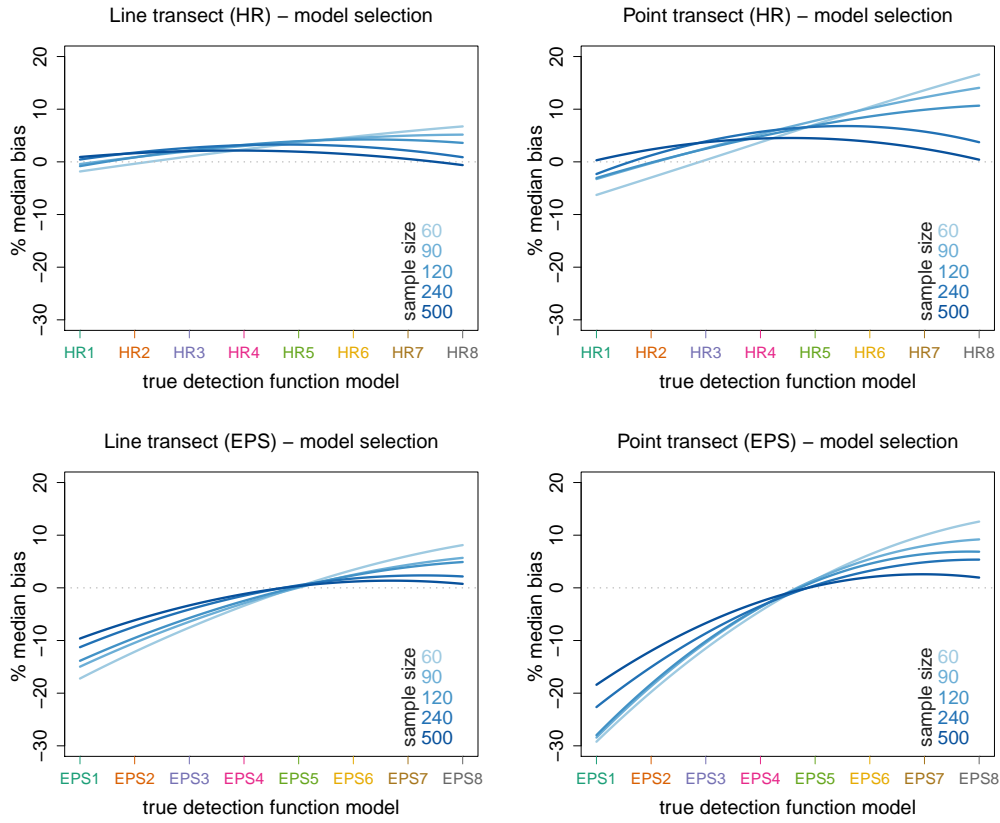 Line transect (HR) – model selection
% median bias
20
10
0
−10
−20
−30
sample size
60
90
120
240
500
HR1 HR2 HR3 HR4 HR5 HR6 HR7 HR8
true detection function model
Point transect (HR) – model selection
% median bias
20
10
0
−10
−20
−30
sample size
60
90
120
240
500
HR1 HR2 HR3 HR4 HR5 HR6 HR7 HR8
true detection function model
Line transect (EPS) – model selection
% median bias
20
10
0
−10
−20
−30
sample size
60
90
120
240
500
EPS1 EPS2 EPS3 EPS4 EPS5 EPS6 EPS7 EPS8
true detection function model
Point transect (EPS) – model selection
% median bias
20
10
0
−10
−20
−30
sample size
60
90
120
240
500
EPS1 EPS2 EPS3 EPS4 EPS5 EPS6 EPS7 EPS8
true detection function model